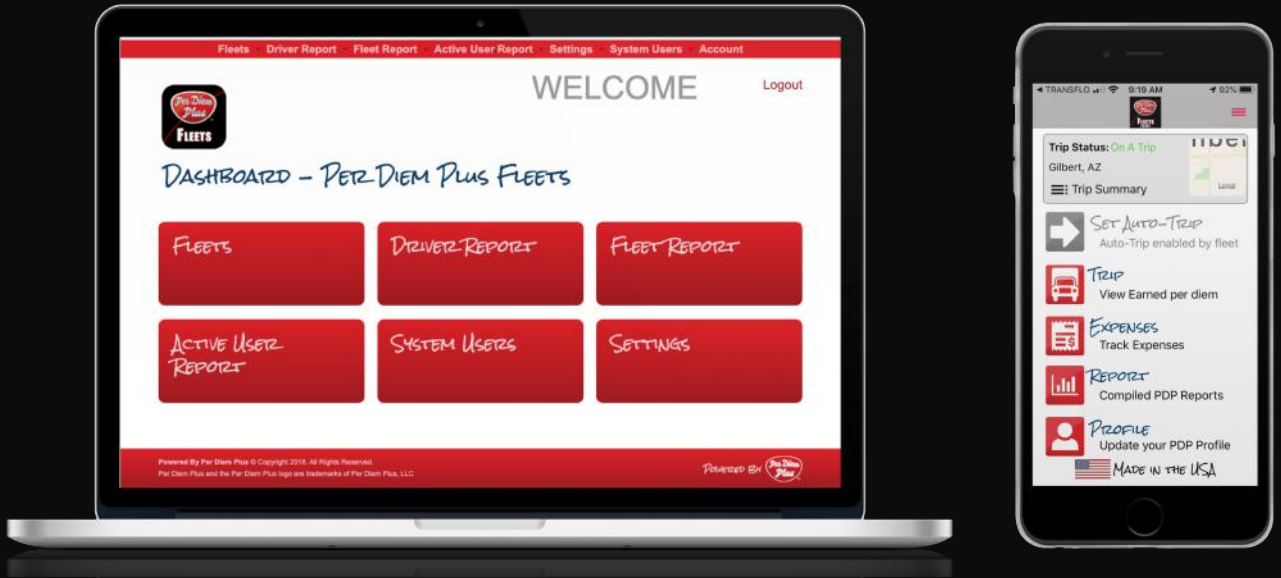 Fleets Driver Report Fleet Report Active User Report Settings System Users Account
WELCOME
Logout
Per Diem
Plus
FLEETS
DASHBOARD – PER DIEM PLUS FLEETS
FLEETS
DRIVER REPORT
FLEET REPORT
ACTIVE USER
REPORT
SYSTEM USERS
SETTINGS
Powered By Per Diem Plus © Copyright 2018. All Rights Reserved.
Per Diem Plus and the Per Diem Plus logo are trademarks of Per Diem Plus, LLC
POWERED BY
Per Diem
Plus
TRANSFLO 9:19 AM 92%
FLEETS
Trip Status: On A Trip
Gilbert, AZ
Trip Summary
Legal
SET AUTO-TRIP
Auto-Trip enabled by fleet
TRIP
View Earned per diem
EXPENSES
Track Expenses
REPORT
Compiled PDP Reports
PROFILE
Update your PDP Profile
MADE IN THE USA